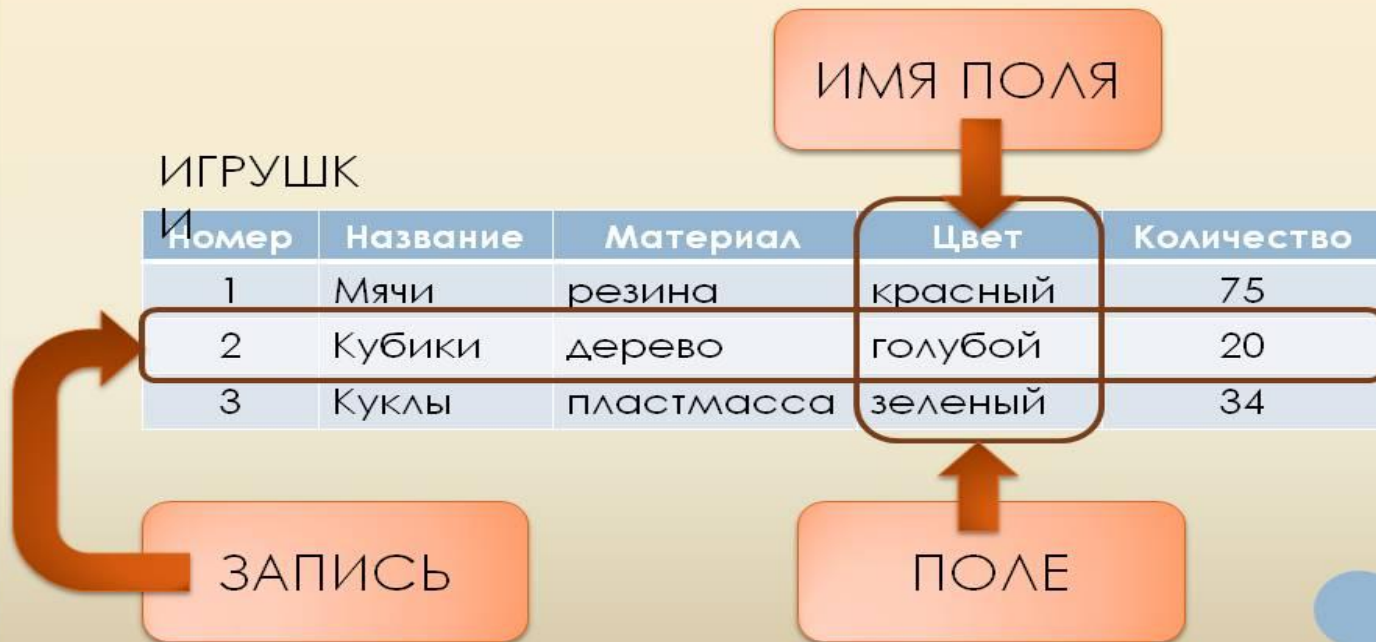 ИМЯ ПОЛЯ
ИГРУШК
И
Номер Название Материал Цвет Количество
1 Мячи резина красный 75
2 Кубики дерево голубой 20
3 Куклы пластмасса зеленый 34
ЗАПИСЬ ПОЛЕ